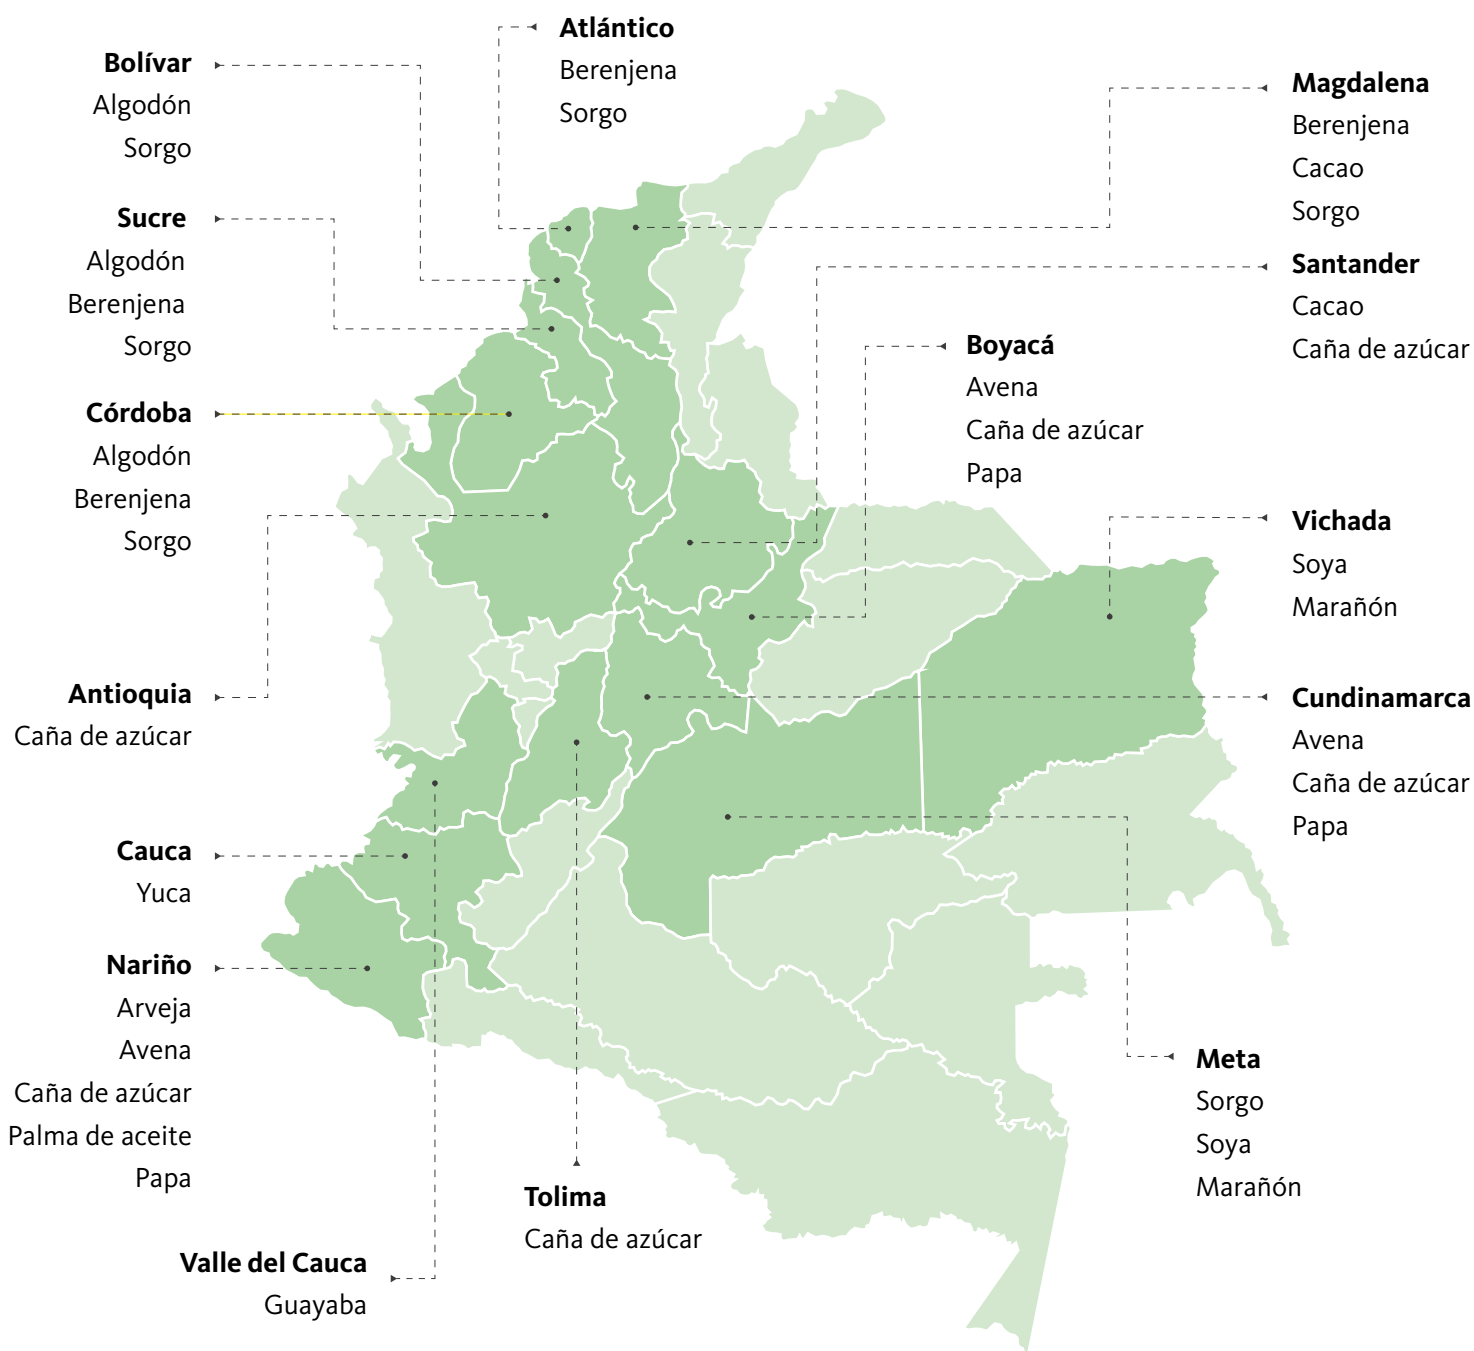 Atlántico
Berenjena
Sorgo
Bolívar
Algodón
Sorgo
Sucre
Algodón
Berenjena
Sorgo
Córdoba
Algodón
Berenjena
Sorgo
Antioquia
Caña de azúcar
Cauca
Yuca
Nariño
Arveja
Avena
Caña de azúcar
Palma de aceite
Papa
Valle del Cauca
Guayaba
Tolima
Caña de azúcar
Magdalena
Berenjena
Cacao
Sorgo
Santander
Cacao
Caña de azúcar
Boyacá
Avena
Caña de azúcar
Papa
Vichada
Soya
Marañón
Cundinamarca
Avena
Caña de azúcar
Papa
Meta
Sorgo
Soya
Marañón